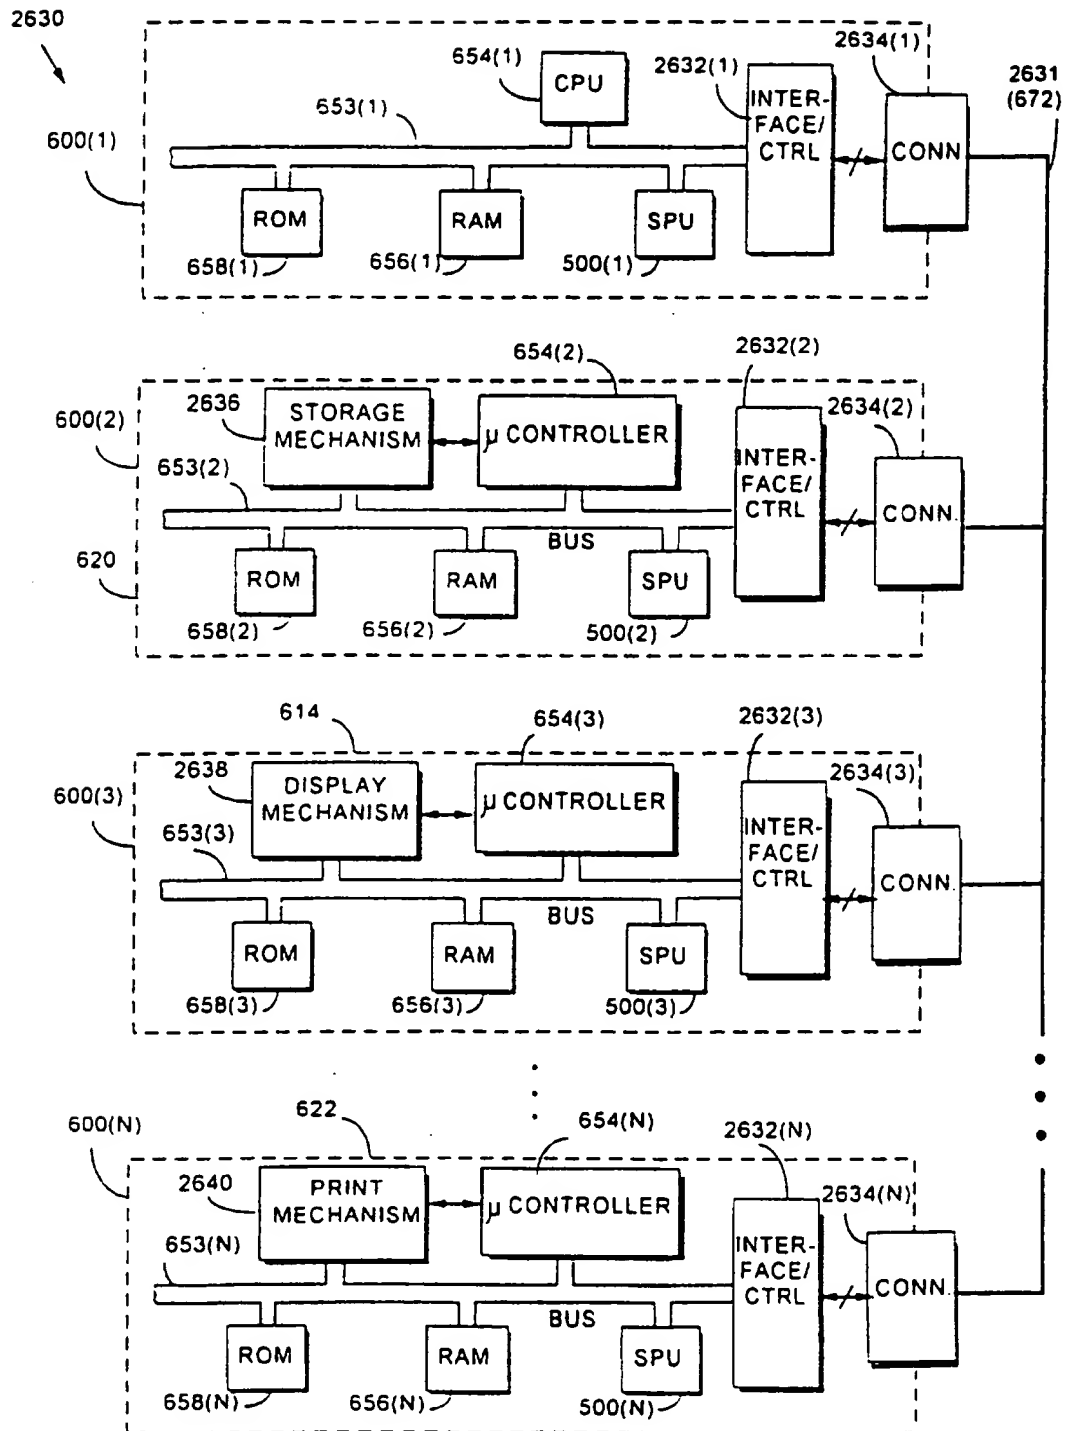 2630
600(1)
653(1)
654(1)
CPU
2632(1)
INTER-
FACE/
CTRL
2634(1)
CONN
2631
(672)
ROM
658(1)
RAM
656(1)
SPU
500(1)
600(2)
620
2636
STORAGE
MECHANISM
654(2)
µ CONTROLLER
2632(2)
INTER-
FACE/
CTRL
2634(2)
CONN.
653(2)
BUS
ROM
658(2)
RAM
656(2)
SPU
500(2)
614
600(3)
2638
DISPLAY
MECHANISM
654(3)
µ CONTROLLER
2632(3)
INTER-
FACE/
CTRL
2634(3)
CONN.
653(3)
BUS
ROM
658(3)
RAM
656(3)
SPU
500(3)
622
600(N)
2640
PRINT
MECHANISM
654(N)
µ CONTROLLER
2632(N)
INTER-
FACE/
CTRL
2634(N)
CONN.
653(N)
BUS
ROM
658(N)
RAM
656(N)
SPU
500(N)